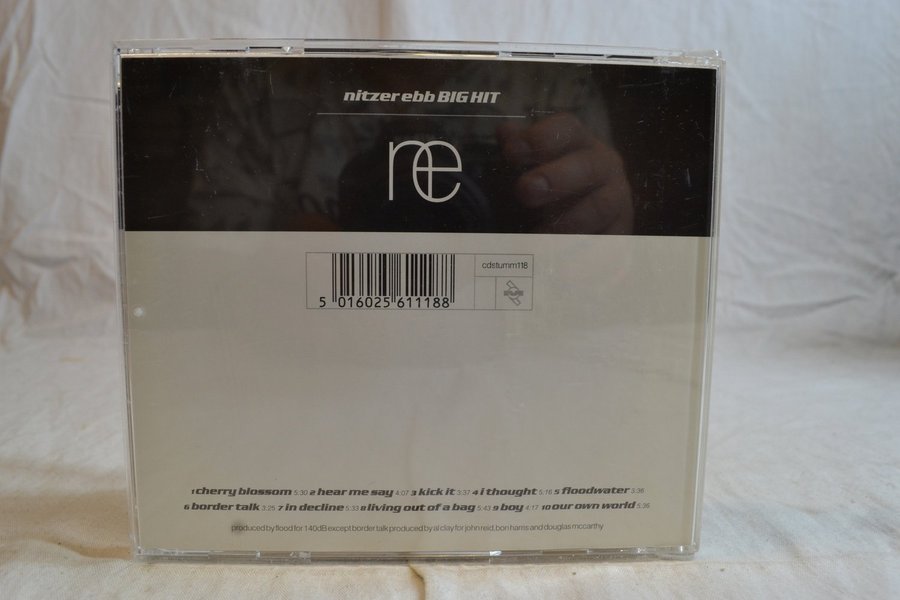 nitzer ebb BIG HIT
ne
cdstumm118
5 016025 611188
1 cherry blossom 5:30 2 hear me say 4:07 3 kick it 3:37 4 i thought 5:16 5 floodwater 3:36
6 border talk 3:25 7 in decline 5:33 8 living out of a bag 5:43 9 boy 4:17 10 our own world 5:36
produced by flood for 140dB except border talk produced by al clay for john reid, bon harris and douglas mccarthy